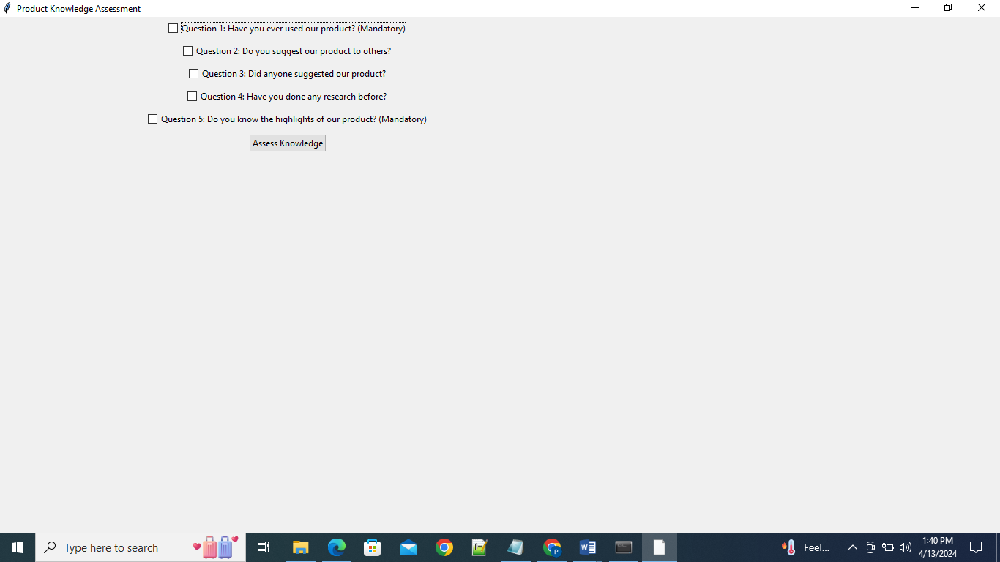 Product Knowledge Assessment
Question 1: Have you ever used our product? (Mandatory)
Question 2: Do you suggest our product to others?
Question 3: Did anyone suggested our product?
Question 4: Have you done any research before?
Question 5: Do you know the highlights of our product? (Mandatory)
Assess Knowledge
Type here to search
Feel...
1:40 PM
4/13/2024